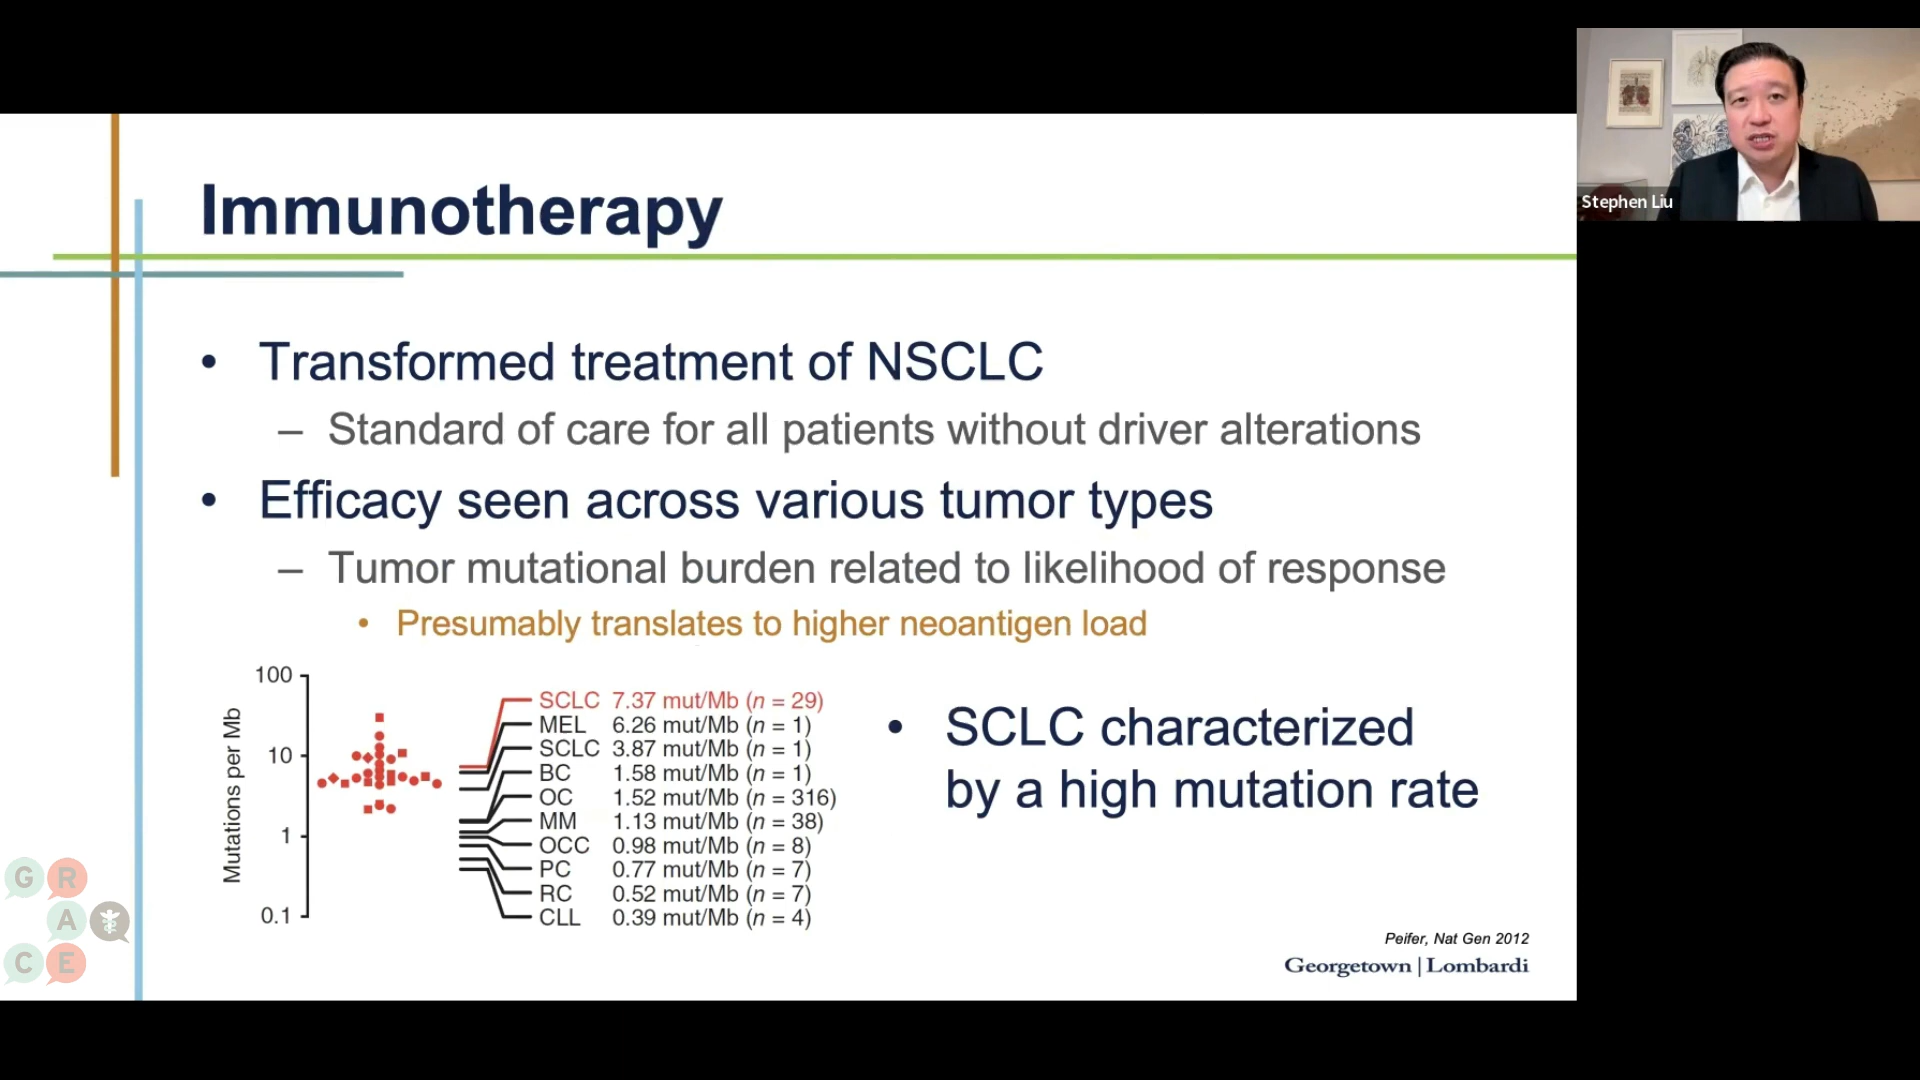 Stephen Liu
Immunotherapy
• Transformed treatment of NSCLC
– Standard of care for all patients without driver alterations
• Efficacy seen across various tumor types
– Tumor mutational burden related to likelihood of response
• Presumably translates to higher neoantigen load
Mutations per Mb
100
10
1
0.1
SCLC 7.37 mut/Mb (n = 29)
MEL 6.26 mut/Mb (n = 1)
SCLC 3.87 mut/Mb (n = 1)
BC 1.58 mut/Mb (n = 1)
OC 1.52 mut/Mb (n = 316)
MM 1.13 mut/Mb (n = 38)
OCC 0.98 mut/Mb (n = 8)
PC 0.77 mut/Mb (n = 7)
RC 0.52 mut/Mb (n = 7)
CLL 0.39 mut/Mb (n = 4)
• SCLC characterized
by a high mutation rate
Peifer, Nat Gen 2012
Georgetown | Lombardi
G R
A
C E